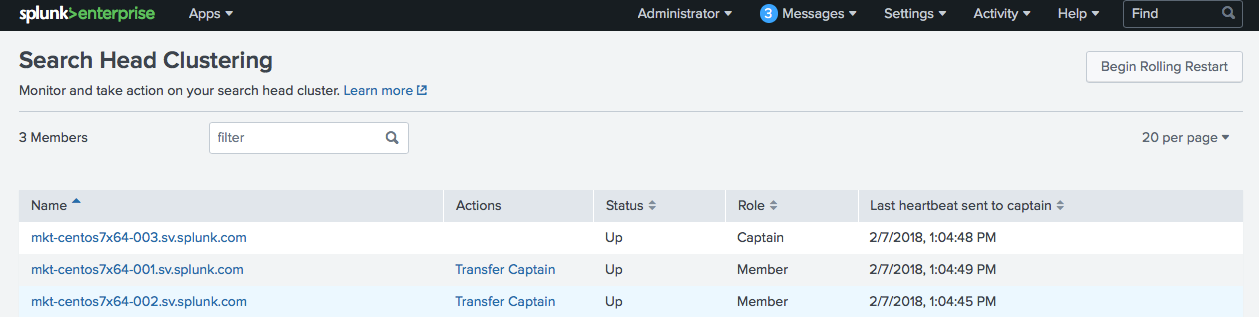 splunk>enterprise Apps Administrator 3 Messages Settings Activity Help Find
Search Head Clustering
Begin Rolling Restart
Monitor and take action on your search head cluster. Learn more
3 Members filter 20 per page
Name Actions Status Role Last heartbeat sent to captain
mkt-centos7x64-003.sv.splunk.com Up Captain 2/7/2018, 1:04:48 PM
mkt-centos7x64-001.sv.splunk.com Transfer Captain Up Member 2/7/2018, 1:04:49 PM
mkt-centos7x64-002.sv.splunk.com Transfer Captain Up Member 2/7/2018, 1:04:45 PM